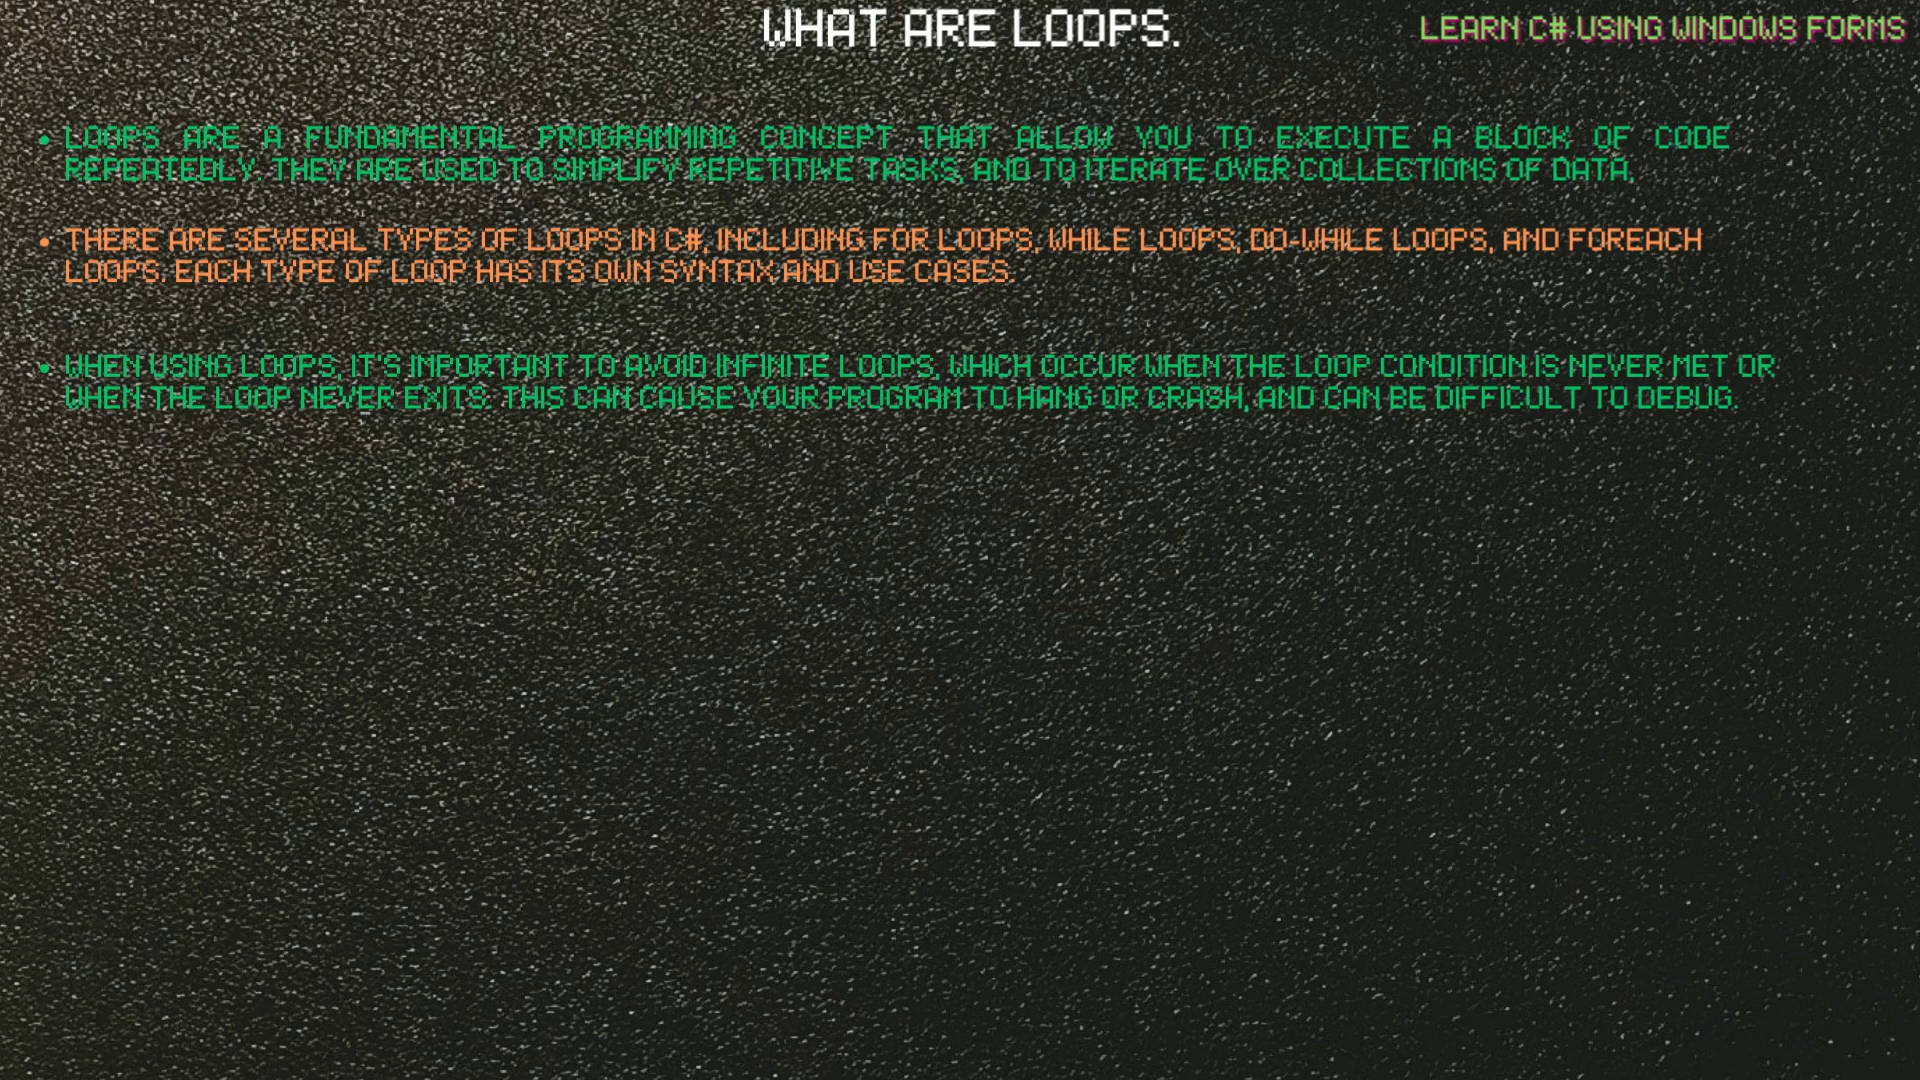 WHAT ARE LOOPS.
LEARN C# USING WINDOWS FORMS
• LOOPS ARE A FUNDAMENTAL PROGRAMMING CONCEPT THAT ALLOW YOU TO EXECUTE A BLOCK OF CODE
REPEATEDLY. THEY ARE USED TO SIMPLIFY REPETITIVE TASKS, AND TO ITERATE OVER COLLECTIONS OF DATA.
• THERE ARE SEVERAL TYPES OF LOOPS IN C#, INCLUDING FOR LOOPS, WHILE LOOPS, DO-WHILE LOOPS, AND FOREACH
LOOPS. EACH TYPE OF LOOP HAS ITS OWN SYNTAX AND USE CASES.
• WHEN USING LOOPS, IT'S IMPORTANT TO AVOID INFINITE LOOPS, WHICH OCCUR WHEN THE LOOP CONDITION IS NEVER MET OR
WHEN THE LOOP NEVER EXITS. THIS CAN CAUSE YOUR PROGRAM TO HANG OR CRASH, AND CAN BE DIFFICULT TO DEBUG.